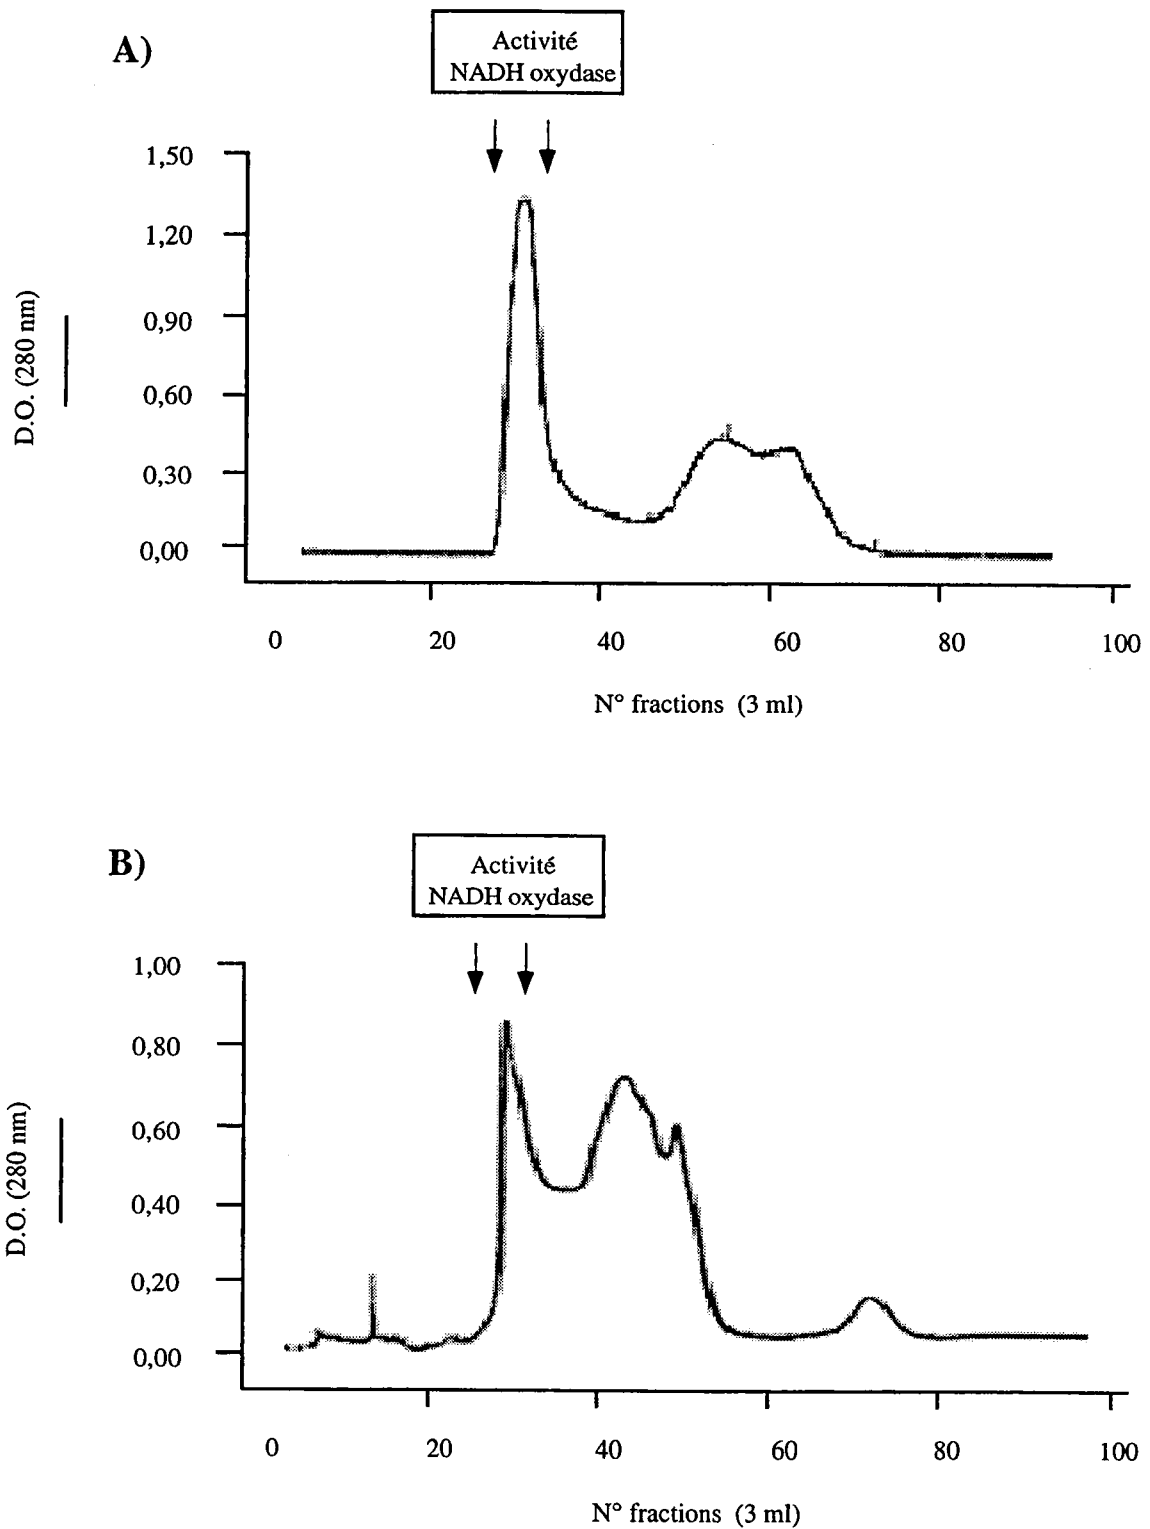 A)
Activité
NADH oxydase
1,50
1,20
0,90
0,60
0,30
0,00
D.O. (280 nm)
0 20 40 60 80 100
N° fractions (3 ml)
B)
Activité
NADH oxydase
1,00
0,80
0,60
0,40
0,20
0,00
D.O. (280 nm)
0 20 40 60 80 100
N° fractions (3 ml)